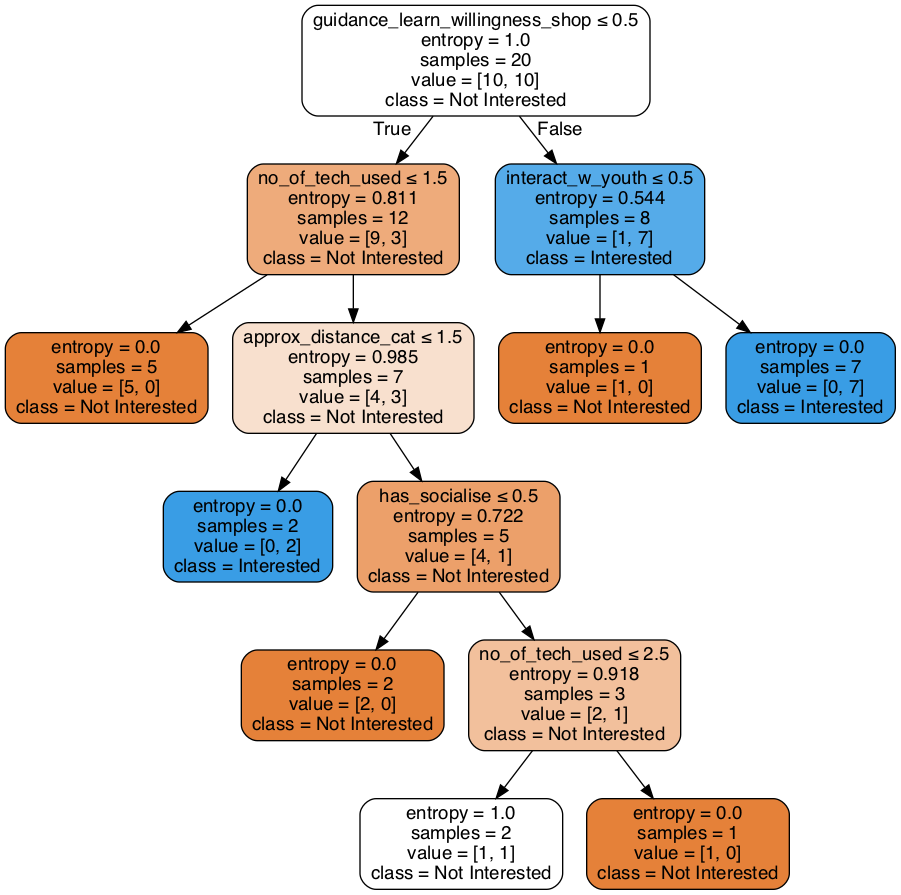 guidance_learn_willingness_shop ≤ 0.5
entropy = 1.0
samples = 20
value = [10, 10]
class = Not Interested
True
False
no_of_tech_used ≤ 1.5
entropy = 0.811
samples = 12
value = [9, 3]
class = Not Interested
interact_w_youth ≤ 0.5
entropy = 0.544
samples = 8
value = [1, 7]
class = Interested
entropy = 0.0
samples = 5
value = [5, 0]
class = Not Interested
approx_distance_cat ≤ 1.5
entropy = 0.985
samples = 7
value = [4, 3]
class = Not Interested
entropy = 0.0
samples = 1
value = [1, 0]
class = Not Interested
entropy = 0.0
samples = 7
value = [0, 7]
class = Interested
entropy = 0.0
samples = 2
value = [0, 2]
class = Interested
has_socialise ≤ 0.5
entropy = 0.722
samples = 5
value = [4, 1]
class = Not Interested
entropy = 0.0
samples = 2
value = [2, 0]
class = Not Interested
no_of_tech_used ≤ 2.5
entropy = 0.918
samples = 3
value = [2, 1]
class = Not Interested
entropy = 1.0
samples = 2
value = [1, 1]
class = Not Interested
entropy = 0.0
samples = 1
value = [1, 0]
class = Not Interested